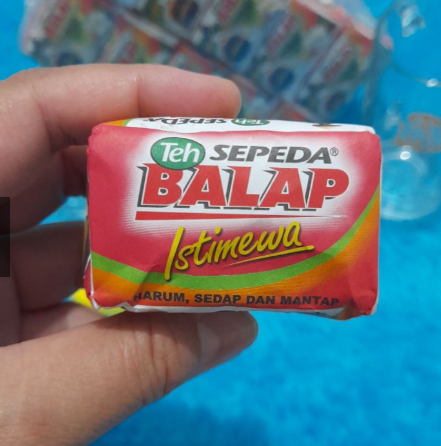 Teh SEPEDA®
BALAP
Istimewa
HARUM, SEDAP DAN MANTAP